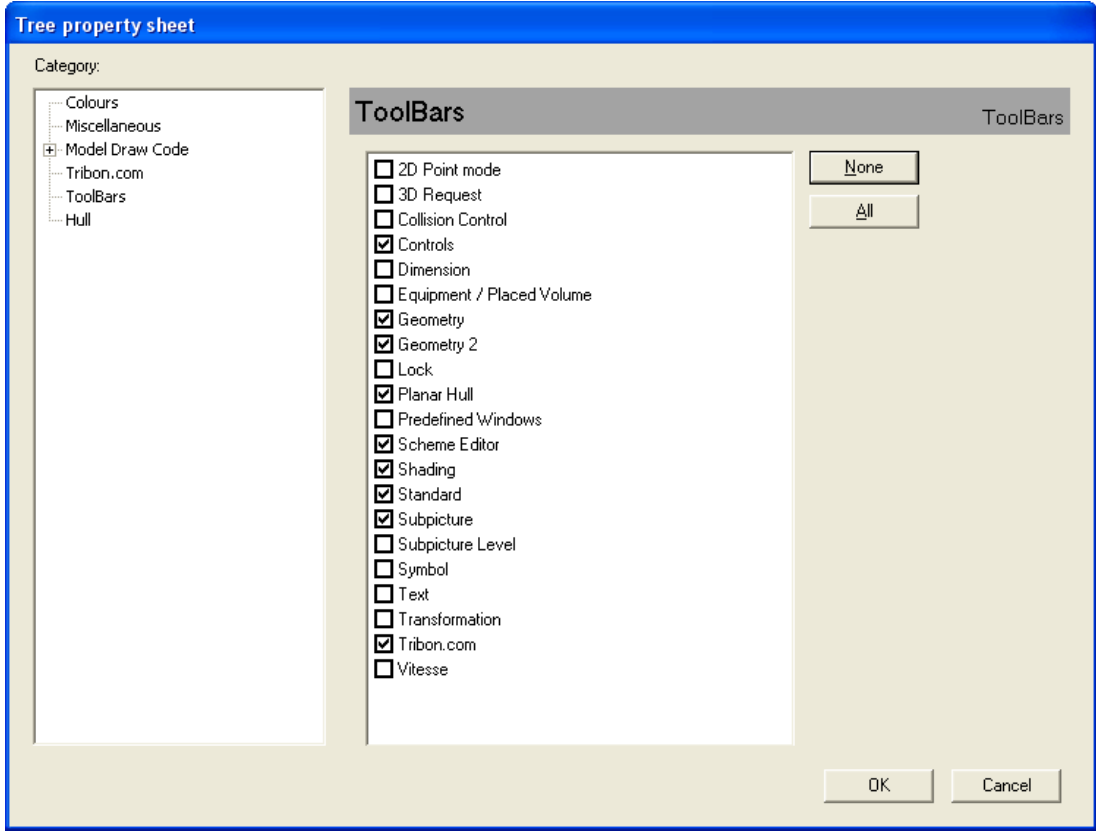 Tree property sheet
Category:
Colours
Miscellaneous
Model Draw Code
Tribon.com
ToolBars
Hull
ToolBars
ToolBars
2D Point mode
3D Request
Collision Control
Controls
Dimension
Equipment / Placed Volume
Geometry
Geometry 2
Lock
Planar Hull
Predefined Windows
Scheme Editor
Shading
Standard
Subpicture
Subpicture Level
Symbol
Text
Transformation
Tribon.com
Vitesse
None
All
OK
Cancel